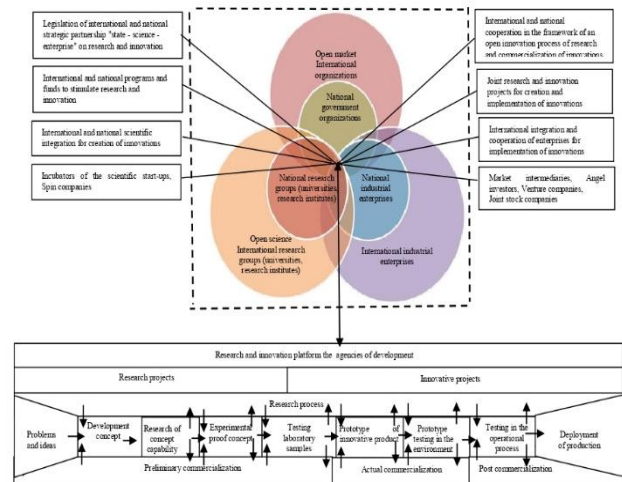 Legislation of international and national
strategic partnership "state - science -
enterprise" on research and innovation
International and national programs and
funds to stimulate research and
innovation
International and national scientific
integration for creation of innovations
Incubators of the scientific start-ups,
Spin companies
Open market
International
organizations
National
government
organizations
National research
groups (universities,
research institutes)
National
industrial
enterprises
Open science
International research
groups (universities,
research institutes)
International industrial
enterprises
International and national
cooperation in the framework of an
open innovation process of research
and commercialization of innovations
Joint research and innovation
projects for creation and
implementation of innovations
International integration and
cooperation of enterprises for
implementation of innovations
Market intermediaries, Angel
investors, Venture companies,
Joint stock companies
Research and innovation platform the agencies of development
Research projects
Innovative projects
Research process
Problems
and ideas
Development
concept
Research of
concept
capability
Experimental
proof concept
Testing
laboratory
samples
Prototype of
innovative product
Prototype
testing in the
environment
Testing in the
operational
process
Deployment
of production
Preliminary commercialization
Actual commercialization
Post commercialization